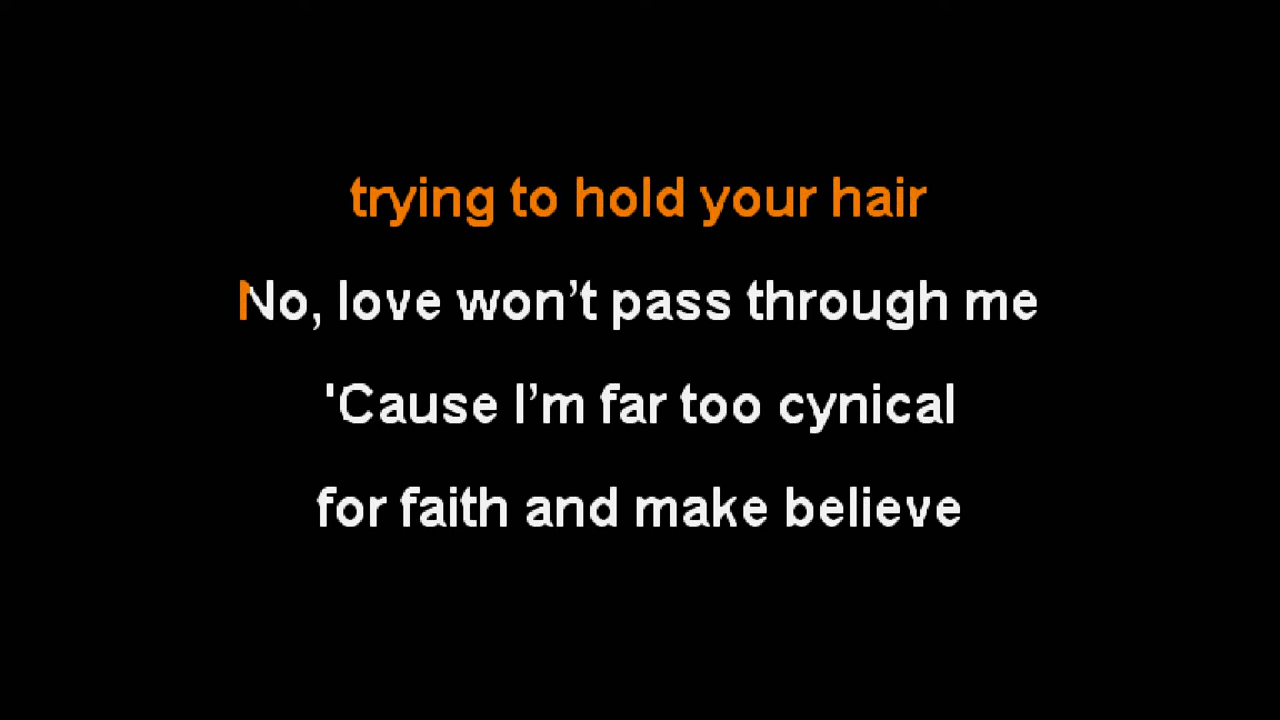 trying to hold your hair
No, love won’t pass through me
'Cause I’m far too cynical
for faith and make believe